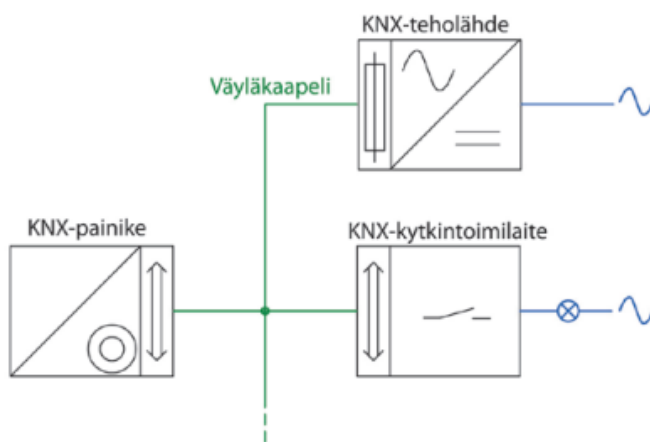 KNX-teholähde
Väyläkaapeli
KNX-painike
KNX-kytkintoimilaite